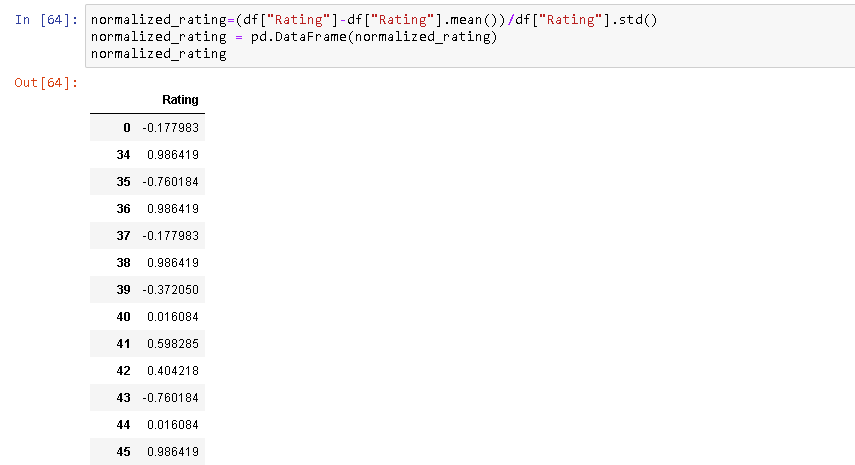 In [64]: normalized_rating=(df["Rating"]-df["Rating"].mean())/df["Rating"].std()
normalized_rating = pd.DataFrame(normalized_rating)
normalized_rating
Out[64]:
Rating
0 -0.177983
34 0.986419
35 -0.760184
36 0.986419
37 -0.177983
38 0.986419
39 -0.372050
40 0.016084
41 0.598285
42 0.404218
43 -0.760184
44 0.016084
45 0.986419